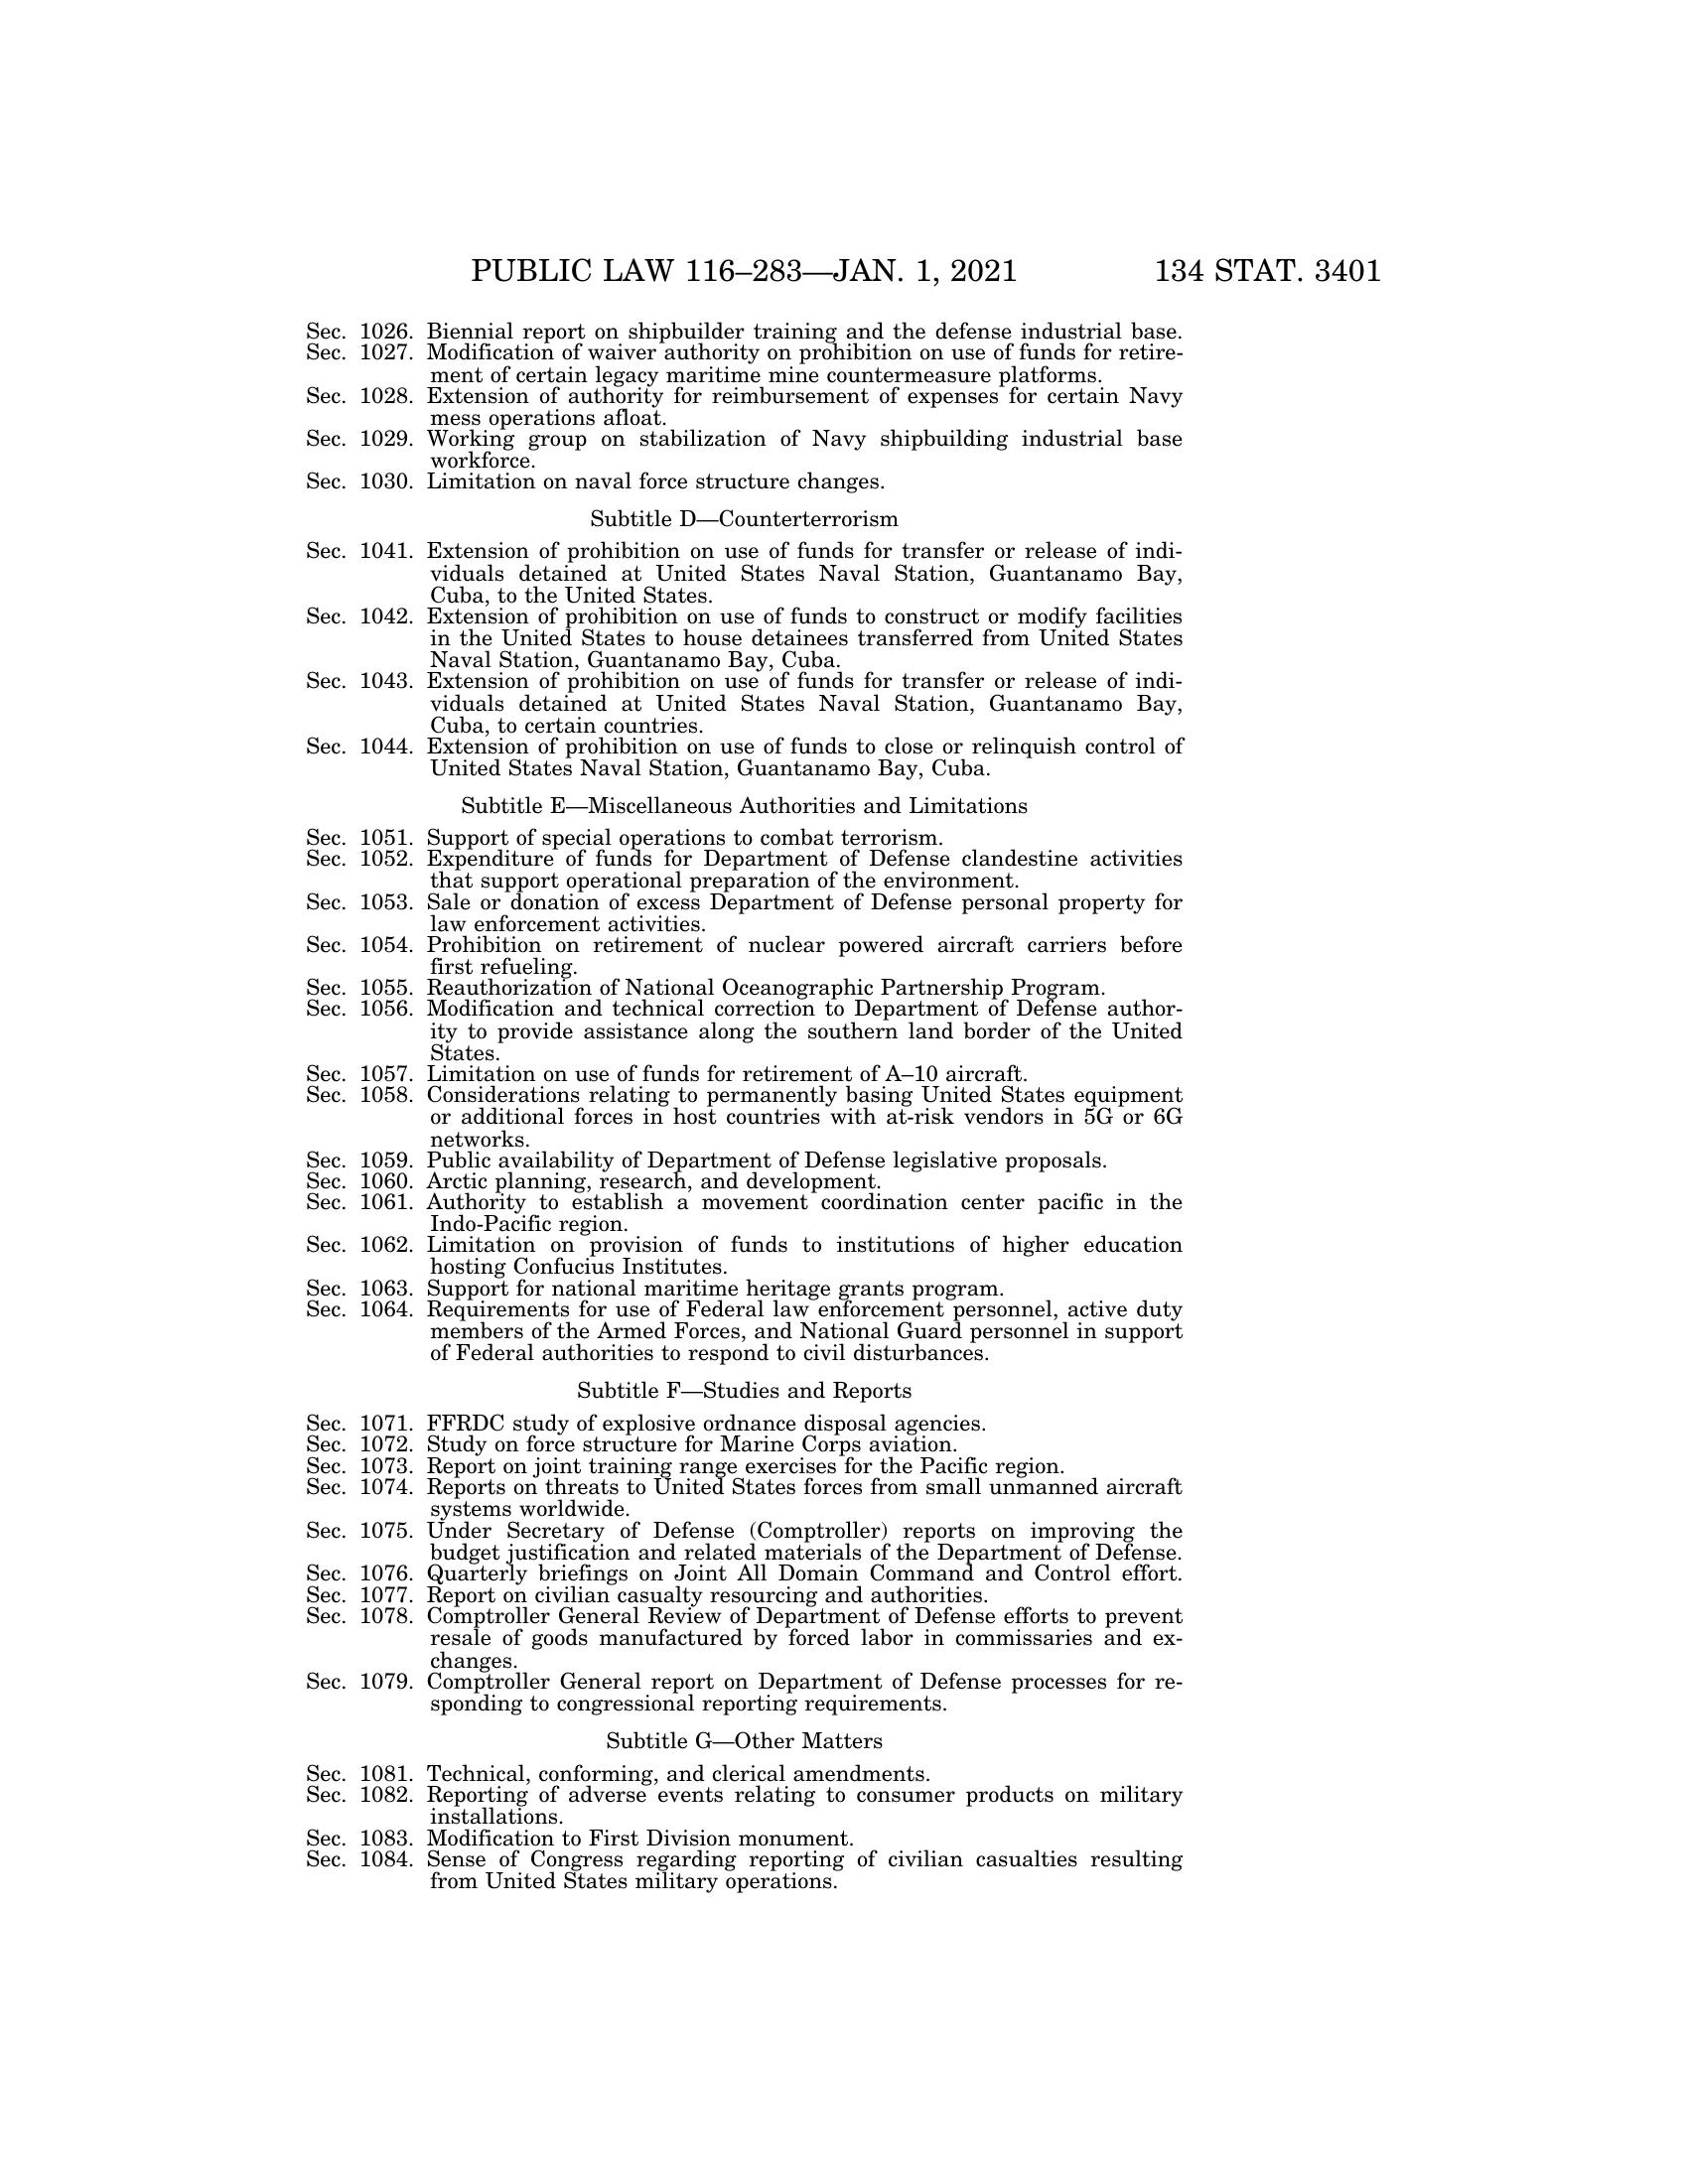 PUBLIC LAW 116–283—JAN. 1, 2021 134 STAT. 3401
Sec. 1026. Biennial report on shipbuilder training and the defense industrial base.
Sec. 1027. Modification of waiver authority on prohibition on use of funds for retire-
ment of certain legacy maritime mine countermeasure platforms.
Sec. 1028. Extension of authority for reimbursement of expenses for certain Navy
mess operations afloat.
Sec. 1029. Working group on stabilization of Navy shipbuilding industrial base
workforce.
Sec. 1030. Limitation on naval force structure changes.
Subtitle D—Counterterrorism
Sec. 1041. Extension of prohibition on use of funds for transfer or release of indi-
viduals detained at United States Naval Station, Guantanamo Bay,
Cuba, to the United States.
Sec. 1042. Extension of prohibition on use of funds to construct or modify facilities
in the United States to house detainees transferred from United States
Naval Station, Guantanamo Bay, Cuba.
Sec. 1043. Extension of prohibition on use of funds for transfer or release of indi-
viduals detained at United States Naval Station, Guantanamo Bay,
Cuba, to certain countries.
Sec. 1044. Extension of prohibition on use of funds to close or relinquish control of
United States Naval Station, Guantanamo Bay, Cuba.
Subtitle E—Miscellaneous Authorities and Limitations
Sec. 1051. Support of special operations to combat terrorism.
Sec. 1052. Expenditure of funds for Department of Defense clandestine activities
that support operational preparation of the environment.
Sec. 1053. Sale or donation of excess Department of Defense personal property for
law enforcement activities.
Sec. 1054. Prohibition on retirement of nuclear powered aircraft carriers before
first refueling.
Sec. 1055. Reauthorization of National Oceanographic Partnership Program.
Sec. 1056. Modification and technical correction to Department of Defense author-
ity to provide assistance along the southern land border of the United
States.
Sec. 1057. Limitation on use of funds for retirement of A–10 aircraft.
Sec. 1058. Considerations relating to permanently basing United States equipment
or additional forces in host countries with at-risk vendors in 5G or 6G
networks.
Sec. 1059. Public availability of Department of Defense legislative proposals.
Sec. 1060. Arctic planning, research, and development.
Sec. 1061. Authority to establish a movement coordination center pacific in the
Indo-Pacific region.
Sec. 1062. Limitation on provision of funds to institutions of higher education
hosting Confucius Institutes.
Sec. 1063. Support for national maritime heritage grants program.
Sec. 1064. Requirements for use of Federal law enforcement personnel, active duty
members of the Armed Forces, and National Guard personnel in support
of Federal authorities to respond to civil disturbances.
Subtitle F—Studies and Reports
Sec. 1071. FFRDC study of explosive ordnance disposal agencies.
Sec. 1072. Study on force structure for Marine Corps aviation.
Sec. 1073. Report on joint training range exercises for the Pacific region.
Sec. 1074. Reports on threats to United States forces from small unmanned aircraft
systems worldwide.
Sec. 1075. Under Secretary of Defense (Comptroller) reports on improving the
budget justification and related materials of the Department of Defense.
Sec. 1076. Quarterly briefings on Joint All Domain Command and Control effort.
Sec. 1077. Report on civilian casualty resourcing and authorities.
Sec. 1078. Comptroller General Review of Department of Defense efforts to prevent
resale of goods manufactured by forced labor in commissaries and ex-
changes.
Sec. 1079. Comptroller General report on Department of Defense processes for re-
sponding to congressional reporting requirements.
Subtitle G—Other Matters
Sec. 1081. Technical, conforming, and clerical amendments.
Sec. 1082. Reporting of adverse events relating to consumer products on military
installations.
Sec. 1083. Modification to First Division monument.
Sec. 1084. Sense of Congress regarding reporting of civilian casualties resulting
from United States military operations.